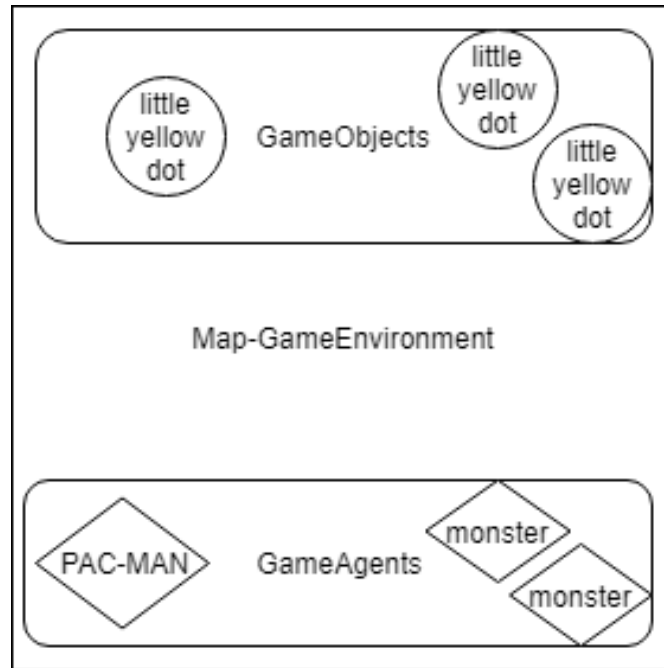 little
yellow
dot
GameObjects
little
yellow
dot
little
yellow
dot
Map-GameEnvironment
PAC-MAN
GameAgents
monster
monster